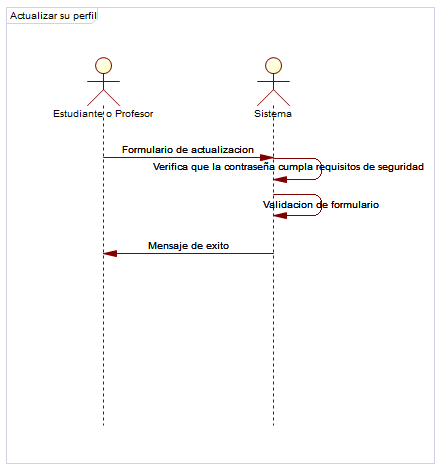 Actualizar su perfil
Estudiante o Profesor
Sistema
Formulario de actualizacion
Verifica que la contraseña cumpla requisitos de seguridad
Validacion de formulario
Mensaje de exito